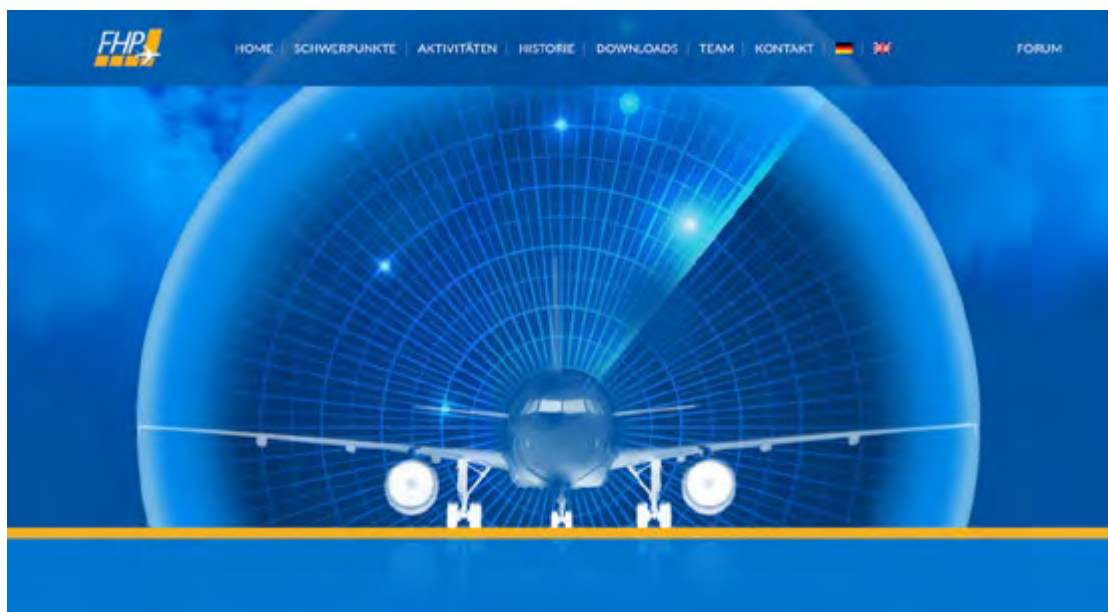 FHP
HOME | SCHWERPUNKTE | AKTIVITÄTEN | HISTORIE | DOWNLOADS | TEAM | KONTAKT FORUM